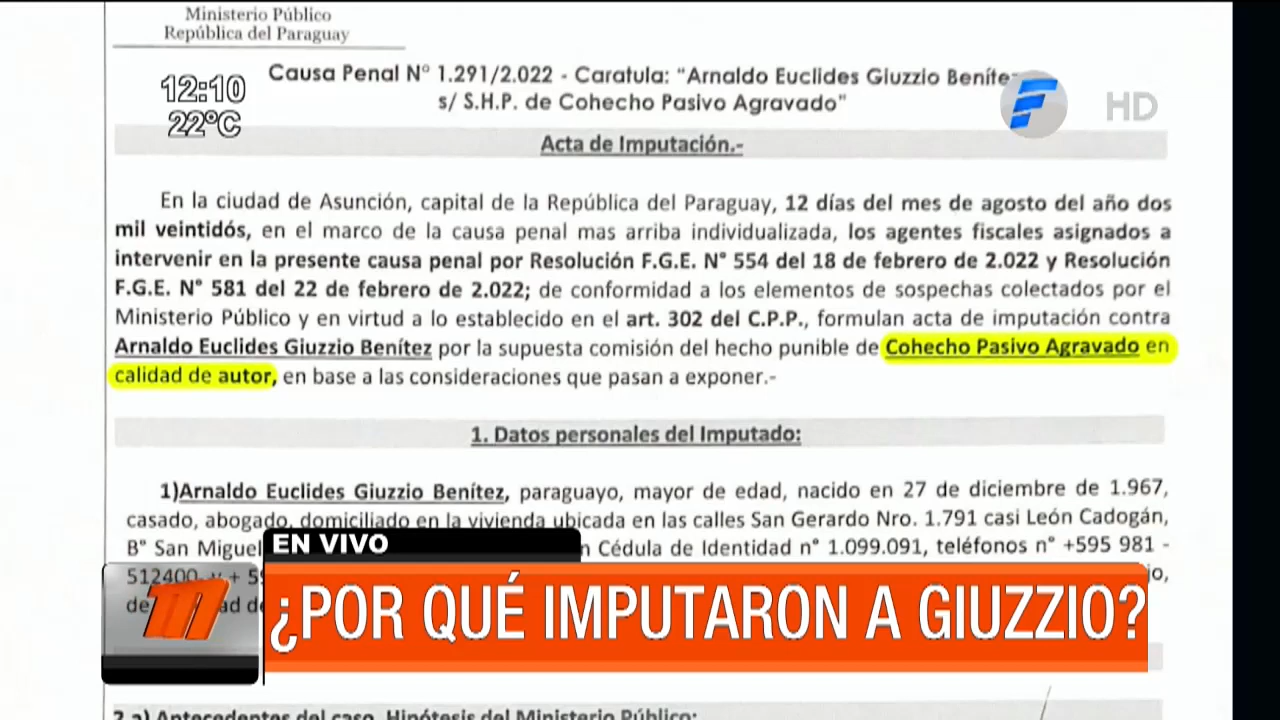 Ministerio Público
República del Paraguay
Causa Penal N° 1.291/2.022 - Caratula: "Arnaldo Euclides Giuzzio
s/ S.H.P. de Cohecho Pasivo Agravado"
12:10
22°C
HD
Acta de Imputación.-
En la ciudad de Asunción, capital de la República del Paraguay, 12 días del mes de agosto del año dos
mil veintidós, en el marco de la causa penal mas arriba individualizada, los agentes fiscales asignados a
intervenir en la presente causa penal por Resolución F.G.E. N° 554 del 18 de febrero de 2.022 y Resolución
F.G.E. N° 581 del 22 de febrero de 2.022; de conformidad a los elementos de sospechas colectados por el
Ministerio Público y en virtud a lo establecido en el art. 302 del C.P.P., formulan acta de imputación contra
Arnaldo Euclides Giuzzio Benítez por la supuesta comisión del hecho punible de Cohecho Pasivo Agravado en
calidad de autor, en base a las consideraciones que pasan a exponer.-
1. Datos personales del Imputado:
1)Arnaldo Euclides Giuzzio Benítez, paraguayo, mayor de edad, nacido en 27 de diciembre de 1.967,
casado, abogado, domiciliado en la vivienda ubicada en las calles San Gerardo Nro. 1.791 casi León Cadogán,
B° San Miguel Cédula de Identidad n° 1.099.091, teléfonos n° +595 981 -
512400
EN VIVO
¿POR QUÉ IMPUTARON A GIUZZIO?
2.a) Antecedentes del caso. Hipótesis del Ministerio Público: